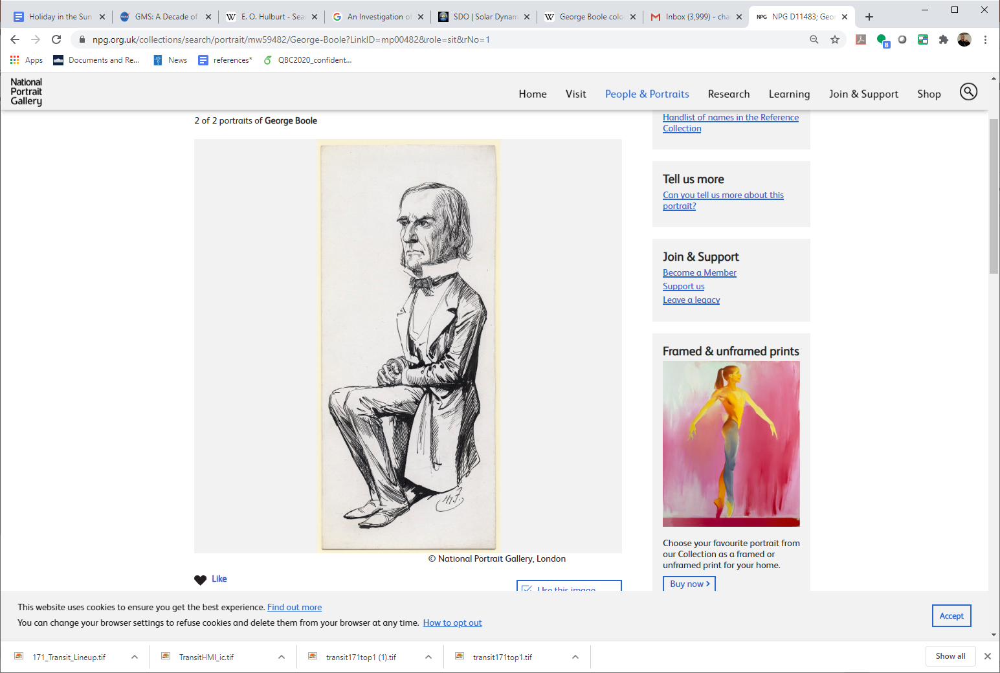 Holiday in the Sun
GMS: A Decade of
E. O. Hulburt - Sear
An Investigation of
SDO | Solar Dynam
George Boole colo
Inbox (3,999) - cha
NPG D11483; Geor
npg.org.uk/collections/search/portrait/mw59482/George-Boole?LinkID=mp00482&role=sit&rNo=1
8
Apps
Documents and Re...
News
references*
QBC2020_confident...
National
Portrait
Gallery
Home
Visit
People & Portraits
Research
Learning
Join & Support
Shop
2 of 2 portraits of George Boole
Handlist of names in the Reference
Collection
Tell us more
Can you tell us more about this
portrait?
Join & Support
Become a Member
Support us
Leave a legacy
Framed & unframed prints
© National Portrait Gallery, London
Choose your favourite portrait from
our Collection as a framed or
unframed print for your home.
Buy now >
Like
Use this image
This website uses cookies to ensure you get the best experience. Find out more
You can change your browser settings to refuse cookies and delete them from your browser at any time. How to opt out
Accept
171_Transit_Lineup.tif
TransitHMI_ic.tif
transit171top1 (1).tif
transit171top1.tif
Show all